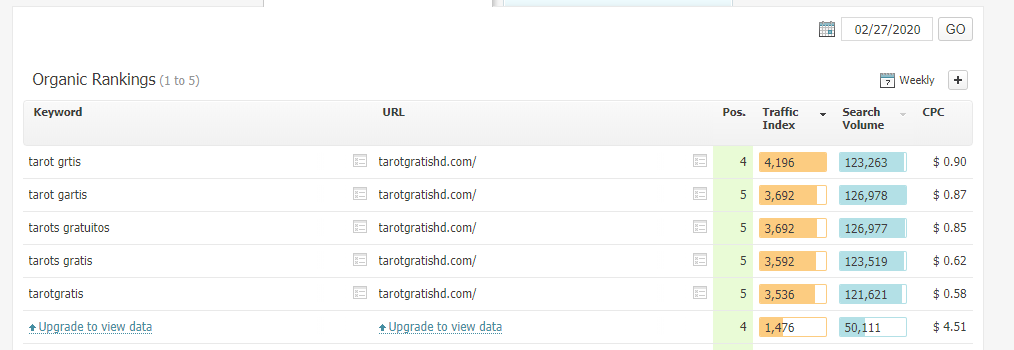 02/27/2020 GO
Organic Rankings (1 to 5) 7 Weekly +
Keyword URL Pos. Traffic Index Search Volume CPC
tarot grtis tarotgratishd.com/ 4 4,196 123,263 $ 0.90
tarot gartis tarotgratishd.com/ 5 3,692 126,978 $ 0.87
tarots gratuitos tarotgratishd.com/ 5 3,692 126,977 $ 0.85
tarots gratis tarotgratishd.com/ 5 3,592 123,519 $ 0.62
tarotgratis tarotgratishd.com/ 5 3,536 121,621 $ 0.58
Upgrade to view data Upgrade to view data 4 1,476 50,111 $ 4.51